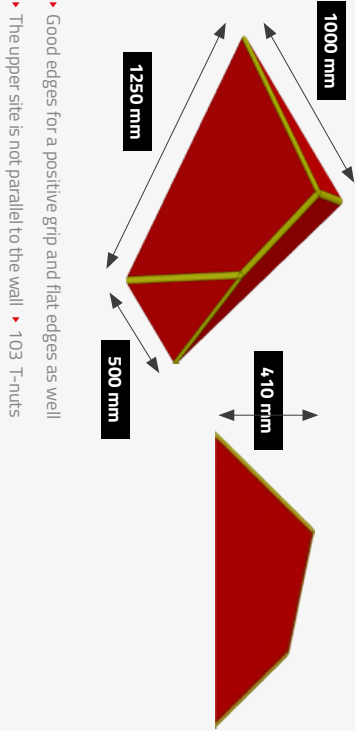 1000 mm
1250 mm
500 mm
410 mm
Good edges for a positive grip and flat edges as well
The upper site is not parallel to the wall ‣ 103 T-nuts